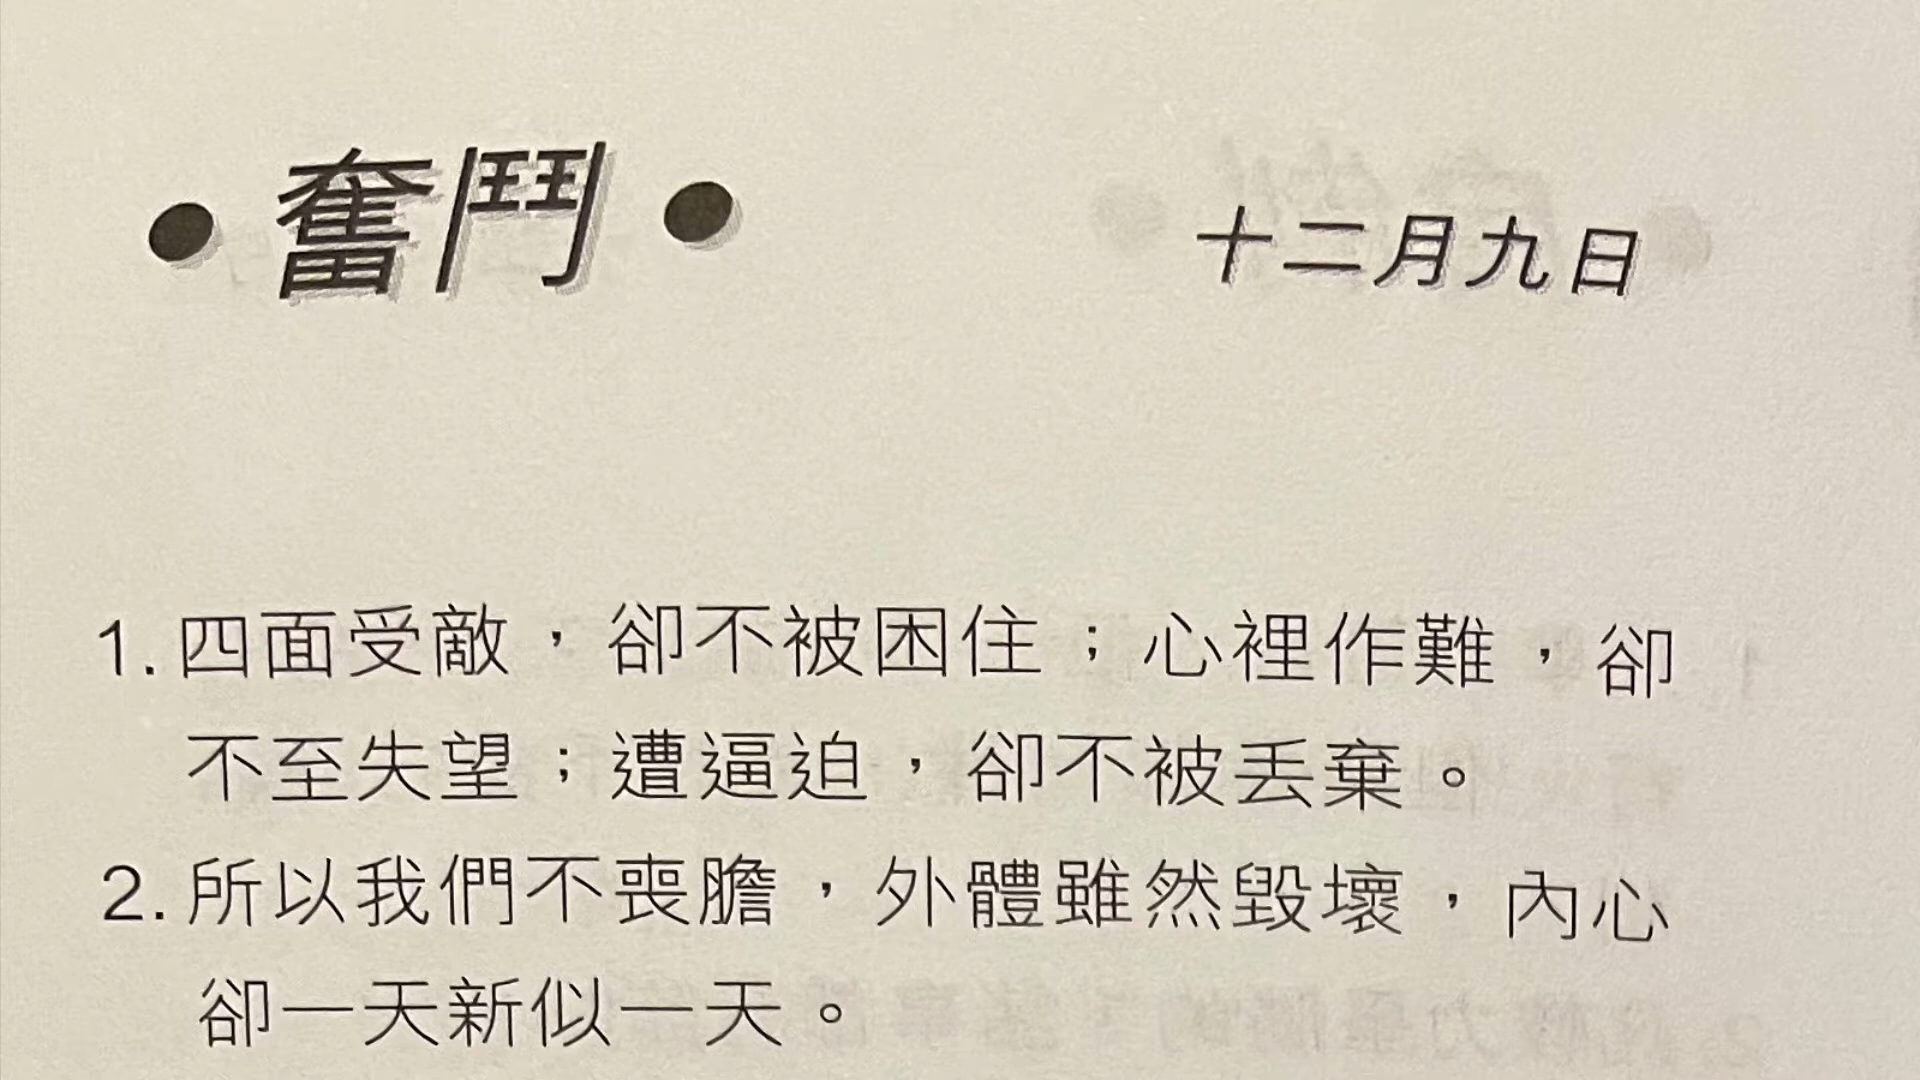 •奮鬥•
十二月九日
1.四面受敵，卻不被困住；心裡作難，卻
不至失望；遭逼迫，卻不被丟棄。
2.所以我們不喪膽，外體雖然毀壞，內心
卻一天新似一天。